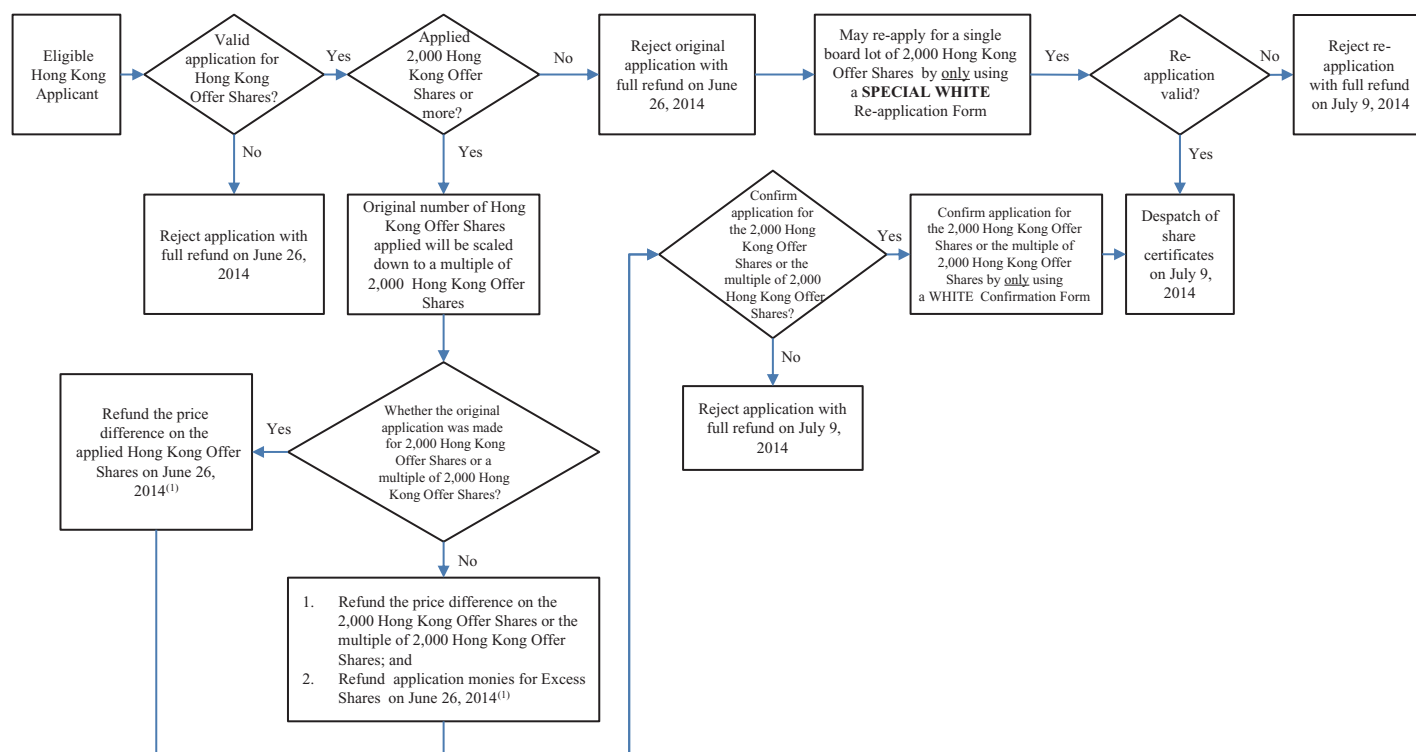 Eligible
Hong Kong
Applicant
Valid
application for
Hong Kong
Offer Shares?
Yes
No
Reject application with
full refund on June 26,
2014
Applied
2,000 Hong
Kong Offer
Shares or
more?
No
Yes
Reject original
application with
full refund on June
26, 2014
May re-apply for a single
board lot of 2,000 Hong Kong
Offer Shares by only using
a SPECIAL WHITE
Re-application Form
Yes
Re-
application
valid?
No
Yes
Reject re-
application
with full refund
on July 9, 2014
Original number of Hong
Kong Offer Shares
applied will be scaled
down to a multiple of
2,000 Hong Kong Offer
Shares
Confirm
application for
the 2,000 Hong
Kong Offer
Shares or the
multiple of 2,000
Hong Kong Offer
Shares?
Yes
No
Confirm application for
the 2,000 Hong Kong Offer
Shares or the multiple of
2,000 Hong Kong Offer
Shares by only using
a WHITE Confirmation Form
Despatch of
share
certificates
on July 9,
2014
Reject application with
full refund on July 9,
2014
Whether the original
application was made
for 2,000 Hong Kong
Offer Shares or a
multiple of 2,000 Hong
Kong Offer Shares?
Yes
No
Refund the price
difference on the
applied Hong Kong Offer
Shares on June 26,
2014(1)
1. Refund the price difference on the
2,000 Hong Kong Offer Shares or the
multiple of 2,000 Hong Kong Offer
Shares; and
2. Refund application monies for Excess
Shares on June 26, 2014(1)